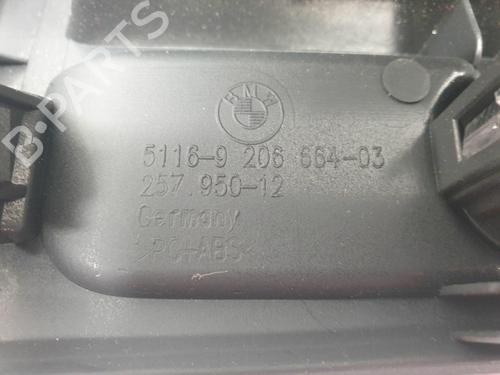 BMW
5116-9 206 664-03
257.950-12
Germany
>PC+ABS<
B-PARTS